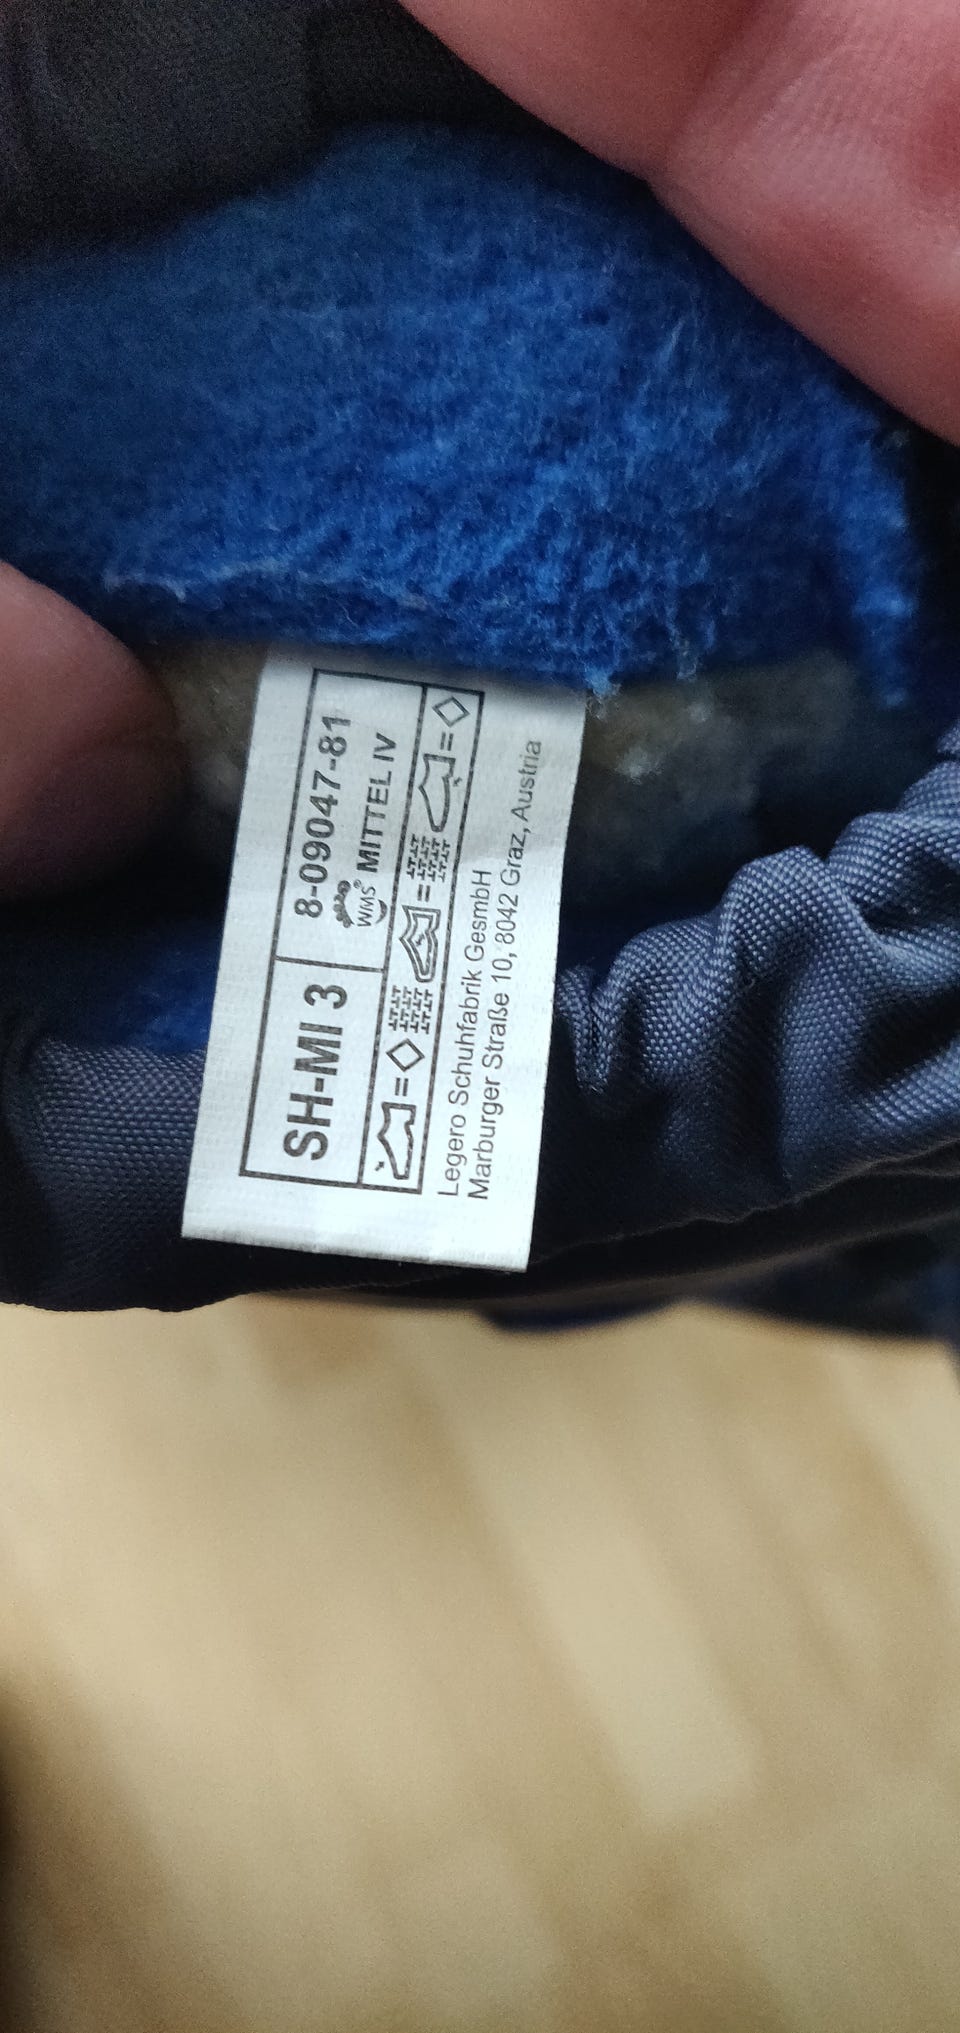 SH-MI 3
8-09047-81
WMS® MITTEL IV
Legero Schuhfabrik GesmbH
Marburger Straße 10, 8042 Graz, Austria